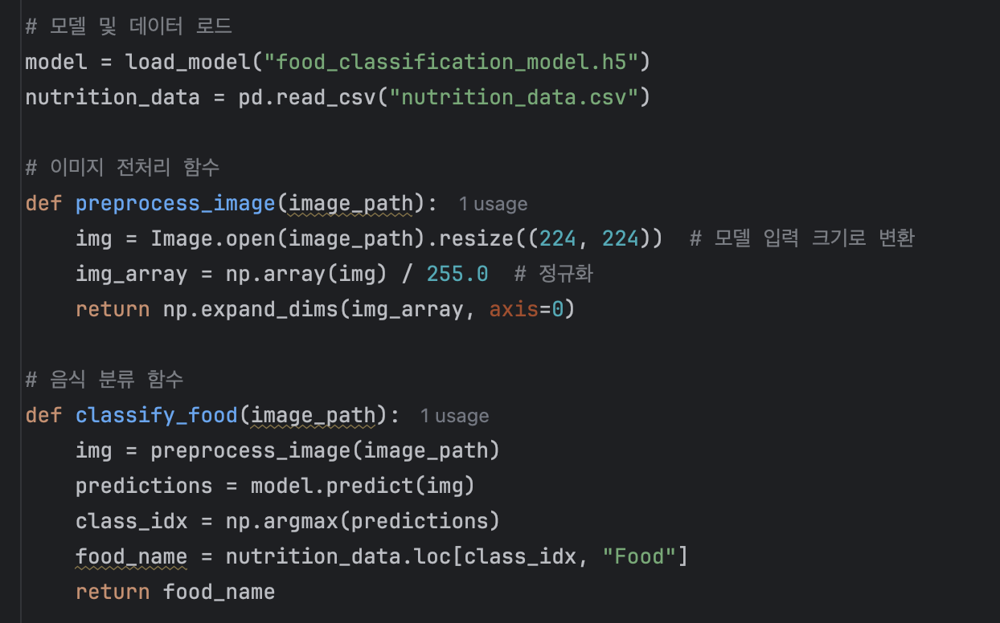 # 모델 및 데이터 로드
model = load_model("food_classification_model.h5")
nutrition_data = pd.read_csv("nutrition_data.csv")
# 이미지 전처리 함수
def preprocess_image(image_path): 1 usage
    img = Image.open(image_path).resize((224, 224))  # 모델 입력 크기로 변환
    img_array = np.array(img) / 255.0  # 정규화
    return np.expand_dims(img_array, axis=0)
# 음식 분류 함수
def classify_food(image_path): 1 usage
    img = preprocess_image(image_path)
    predictions = model.predict(img)
    class_idx = np.argmax(predictions)
    food_name = nutrition_data.loc[class_idx, "Food"]
    return food_name